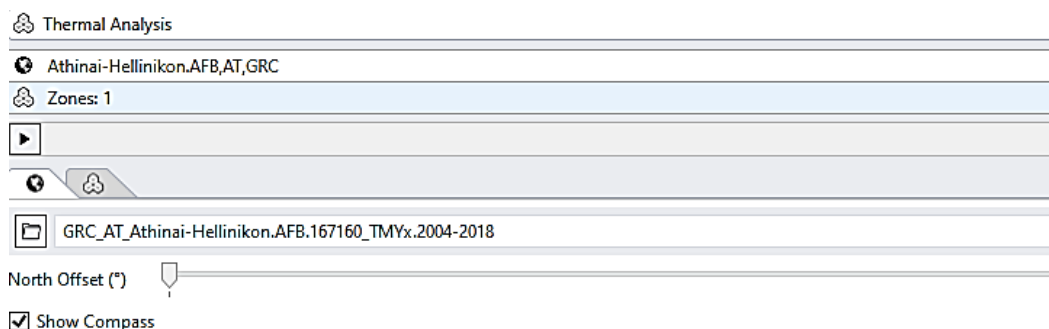 Thermal Analysis
Athinai-Hellinikon.AFB,AT,GRC
Zones: 1
GRC_AT_Athinai-Hellinikon.AFB.167160_TMYx.2004-2018
North Offset (°)
Show Compass